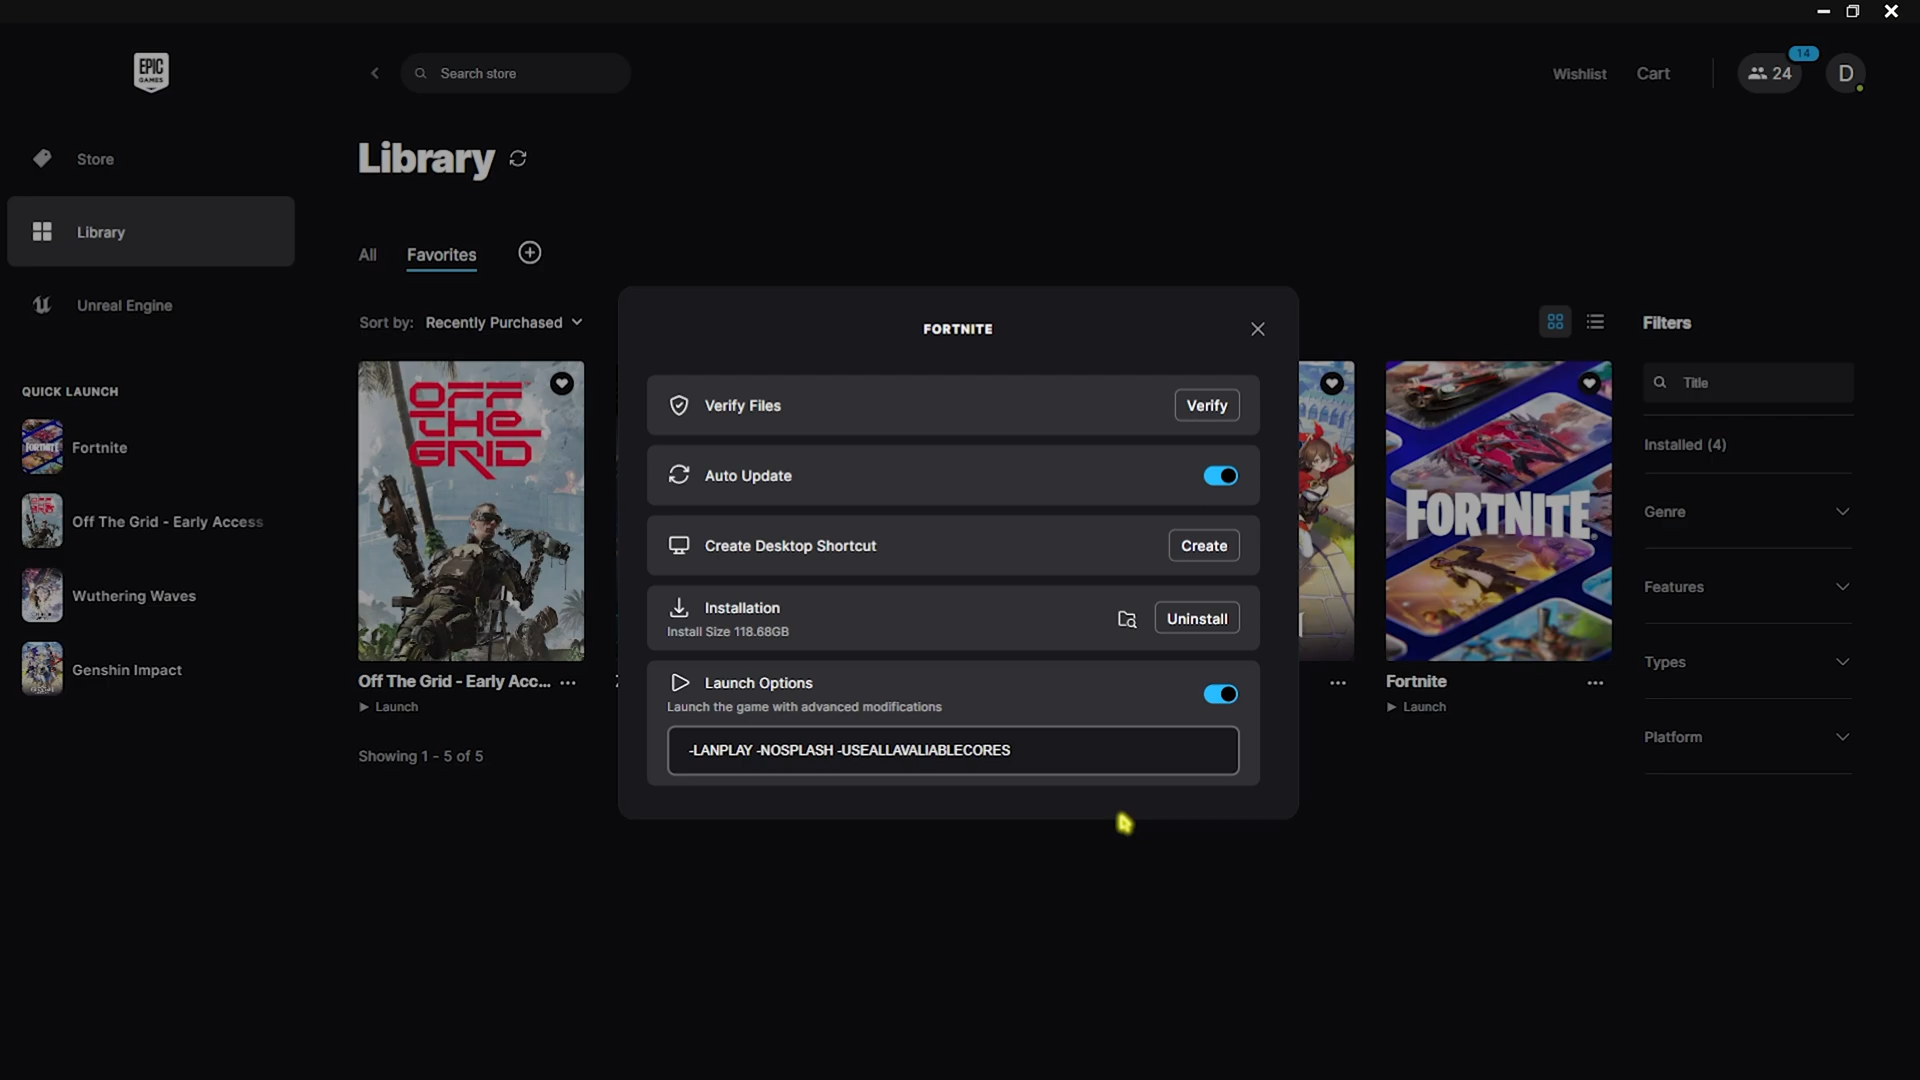 EPIC
GAMES
Search store
Wishlist
Cart
24
14
D
Store
Library
Unreal Engine
QUICK LAUNCH
Fortnite
Off The Grid - Early Access
Wuthering Waves
Genshin Impact
Library
All
Favorites
Sort by: Recently Purchased
OFF
THE
GRID
Off The Grid - Early Acc...
Launch
Showing 1 - 5 of 5
FORTNITE
Verify Files
Verify
Auto Update
Create Desktop Shortcut
Create
Installation
Install Size 118.68GB
Uninstall
Launch Options
Launch the game with advanced modifications
-LANPLAY -NOSPLASH -USEALLAVALIABLECORES
FORTNITE
Fortnite
Launch
Filters
Title
Installed (4)
Genre
Features
Types
Platform